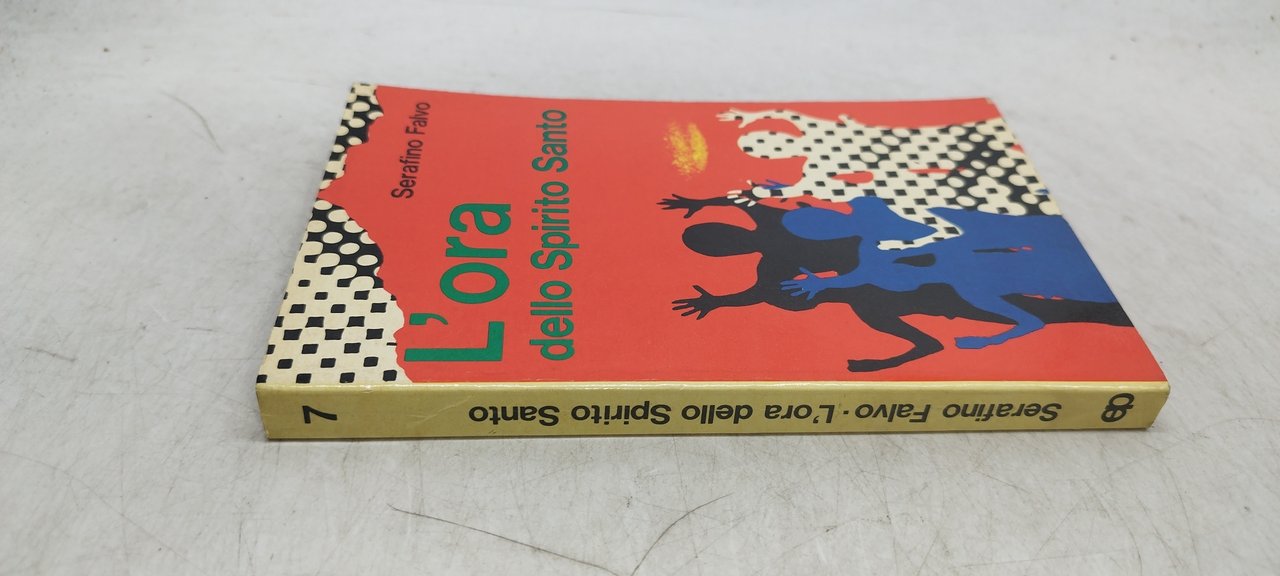 Serafino Falvo
L'ora
dello Spirito Santo
Serafino Falvo · L'ora dello Spirito Santo
7